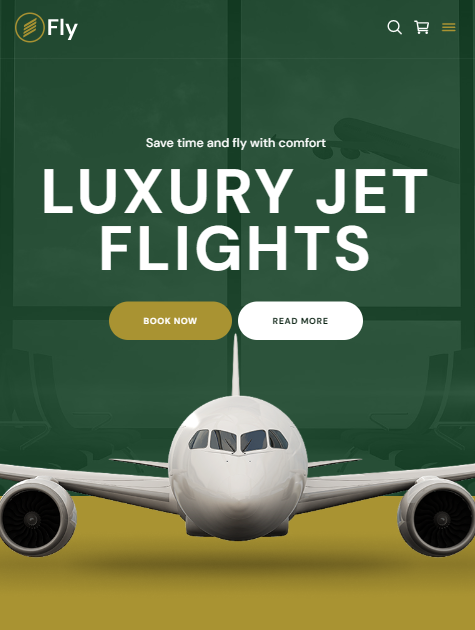 Fly
Save time and fly with comfort
LUXURY JET
FLIGHTS
BOOK NOW
READ MORE